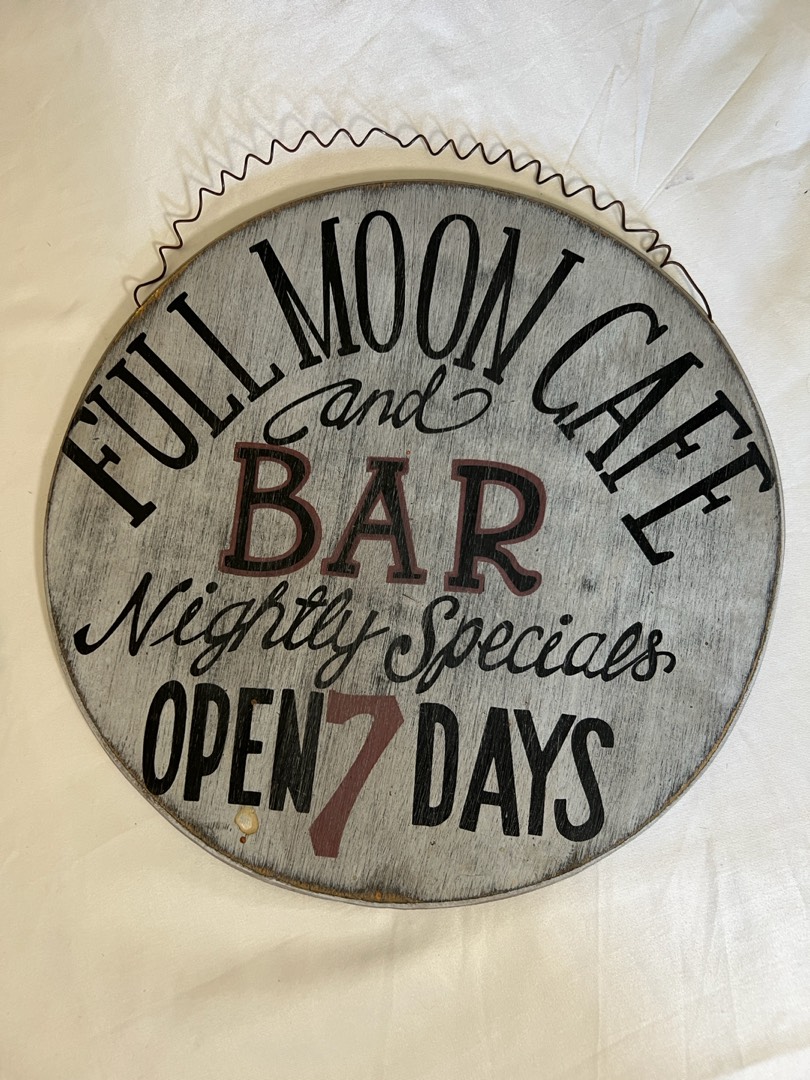 FULL MOON CAFE
and
BAR
Nightly Specials
OPEN 7 DAYS